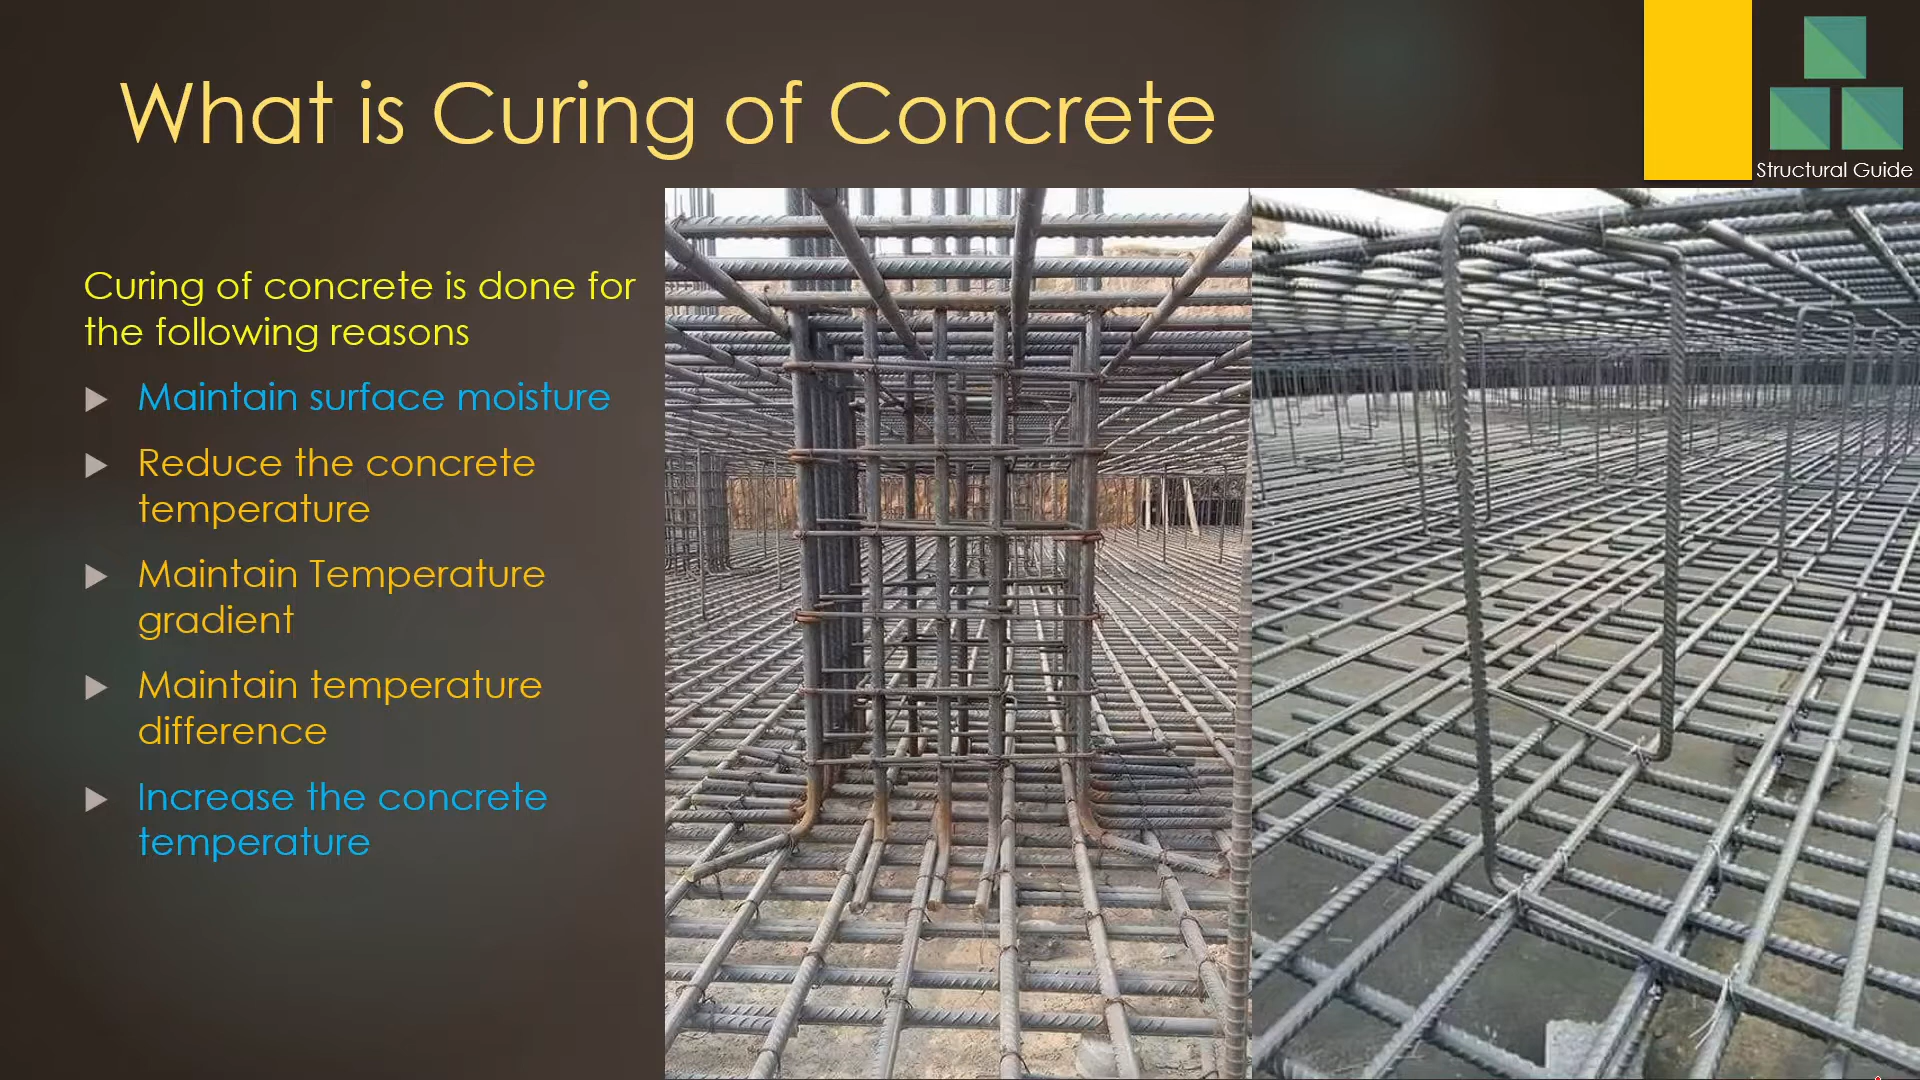 What is Curing of Concrete
Structural Guide
Curing of concrete is done for
the following reasons
Maintain surface moisture
Reduce the concrete
temperature
Maintain Temperature
gradient
Maintain temperature
difference
Increase the concrete
temperature